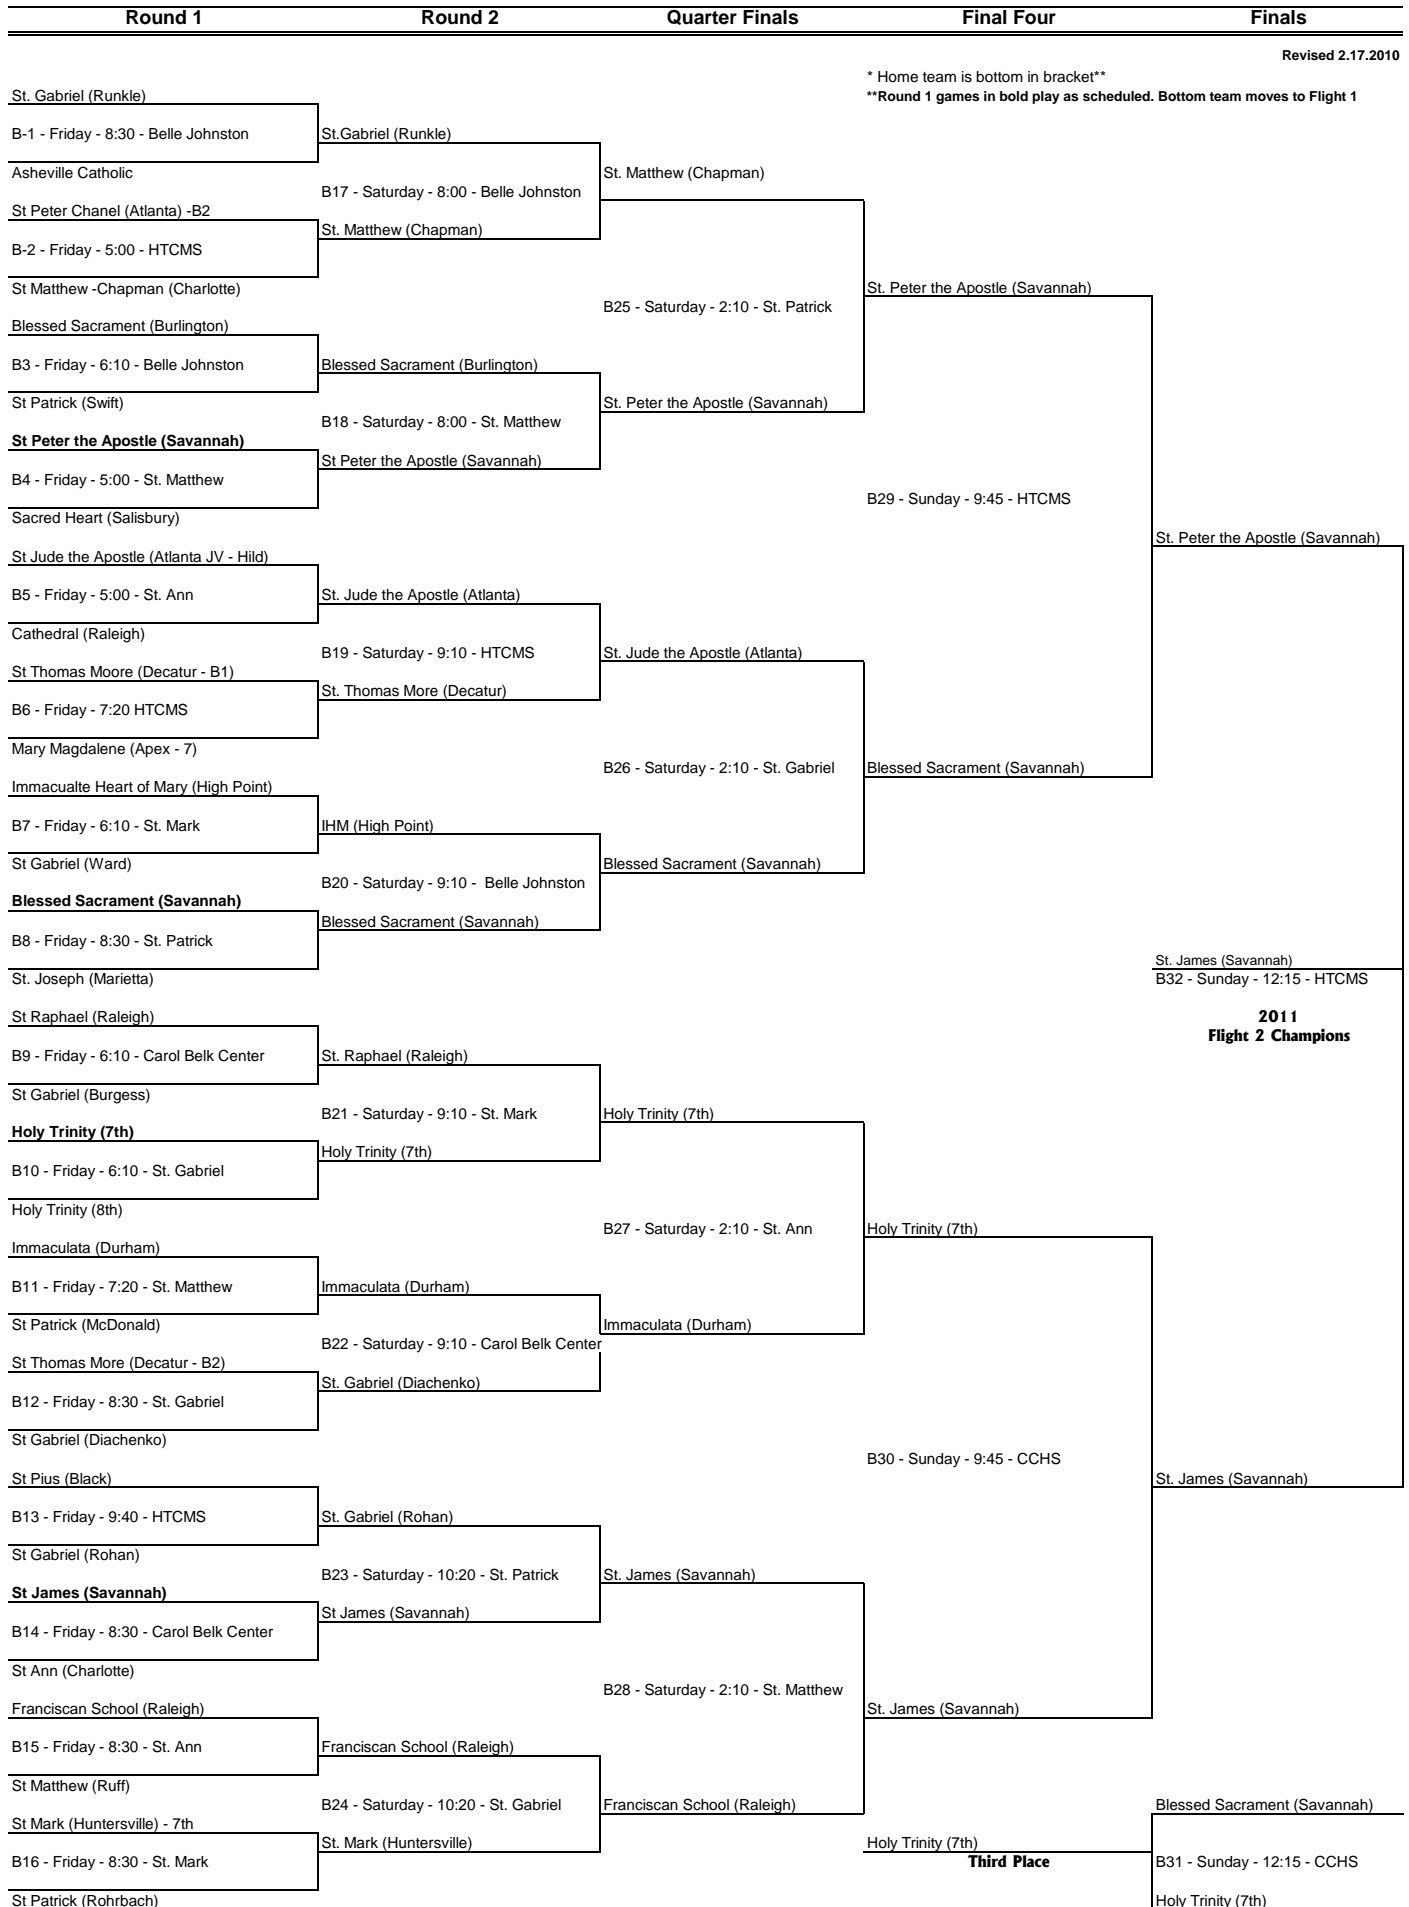 Round 1 Round 2 Quarter Finals Final Four Finals
Revised 2.17.2010
* Home team is bottom in bracket**
**Round 1 games in bold play as scheduled. Bottom team moves to Flight 1
St. Gabriel (Runkle)
B-1 - Friday - 8:30 - Belle Johnston
Asheville Catholic
St Peter Chanel (Atlanta) -B2
B-2 - Friday - 5:00 - HTCMS
St Matthew -Chapman (Charlotte)
Blessed Sacrament (Burlington)
B3 - Friday - 6:10 - Belle Johnston
St Patrick (Swift)
St Peter the Apostle (Savannah)
B4 - Friday - 5:00 - St. Matthew
Sacred Heart (Salisbury)
St Jude the Apostle (Atlanta JV - Hild)
B5 - Friday - 5:00 - St. Ann
Cathedral (Raleigh)
St Thomas Moore (Decatur - B1)
B6 - Friday - 7:20 HTCMS
Mary Magdalene (Apex - 7)
Immacualte Heart of Mary (High Point)
B7 - Friday - 6:10 - St. Mark
St Gabriel (Ward)
Blessed Sacrament (Savannah)
B8 - Friday - 8:30 - St. Patrick
St. Joseph (Marietta)
St Raphael (Raleigh)
B9 - Friday - 6:10 - Carol Belk Center
St Gabriel (Burgess)
Holy Trinity (7th)
B10 - Friday - 6:10 - St. Gabriel
Holy Trinity (8th)
Immaculata (Durham)
B11 - Friday - 7:20 - St. Matthew
St Patrick (McDonald)
St Thomas More (Decatur - B2)
B12 - Friday - 8:30 - St. Gabriel
St Gabriel (Diachenko)
St Pius (Black)
B13 - Friday - 9:40 - HTCMS
St Gabriel (Rohan)
St James (Savannah)
B14 - Friday - 8:30 - Carol Belk Center
St Ann (Charlotte)
Franciscan School (Raleigh)
B15 - Friday - 8:30 - St. Ann
St Matthew (Ruff)
St Mark (Huntersville) - 7th
B16 - Friday - 8:30 - St. Mark
St Patrick (Rohrbach)
St.Gabriel (Runkle)
B17 - Saturday - 8:00 - Belle Johnston
St. Matthew (Chapman)
Blessed Sacrament (Burlington)
B18 - Saturday - 8:00 - St. Matthew
St Peter the Apostle (Savannah)
St. Jude the Apostle (Atlanta)
B19 - Saturday - 9:10 - HTCMS
St. Thomas More (Decatur)
IHM (High Point)
B20 - Saturday - 9:10 - Belle Johnston
Blessed Sacrament (Savannah)
St. Raphael (Raleigh)
B21 - Saturday - 9:10 - St. Mark
Holy Trinity (7th)
Immaculata (Durham)
B22 - Saturday - 9:10 - Carol Belk Center
St. Gabriel (Diachenko)
St. Gabriel (Rohan)
B23 - Saturday - 10:20 - St. Patrick
St James (Savannah)
Franciscan School (Raleigh)
B24 - Saturday - 10:20 - St. Gabriel
St. Mark (Huntersville)
St. Matthew (Chapman)
B25 - Saturday - 2:10 - St. Patrick
St. Peter the Apostle (Savannah)
St. Jude the Apostle (Atlanta)
B26 - Saturday - 2:10 - St. Gabriel
Blessed Sacrament (Savannah)
Holy Trinity (7th)
B27 - Saturday - 2:10 - St. Ann
Immaculata (Durham)
St. James (Savannah)
B28 - Saturday - 2:10 - St. Matthew
Franciscan School (Raleigh)
St. Peter the Apostle (Savannah)
B29 - Sunday - 9:45 - HTCMS
Blessed Sacrament (Savannah)
Holy Trinity (7th)
B30 - Sunday - 9:45 - CCHS
St. James (Savannah)
Holy Trinity (7th)
Third Place
St. Peter the Apostle (Savannah)
St. James (Savannah)
B32 - Sunday - 12:15 - HTCMS
2011
Flight 2 Champions
St. James (Savannah)
Blessed Sacrament (Savannah)
B31 - Sunday - 12:15 - CCHS
Holy Trinity (7th)